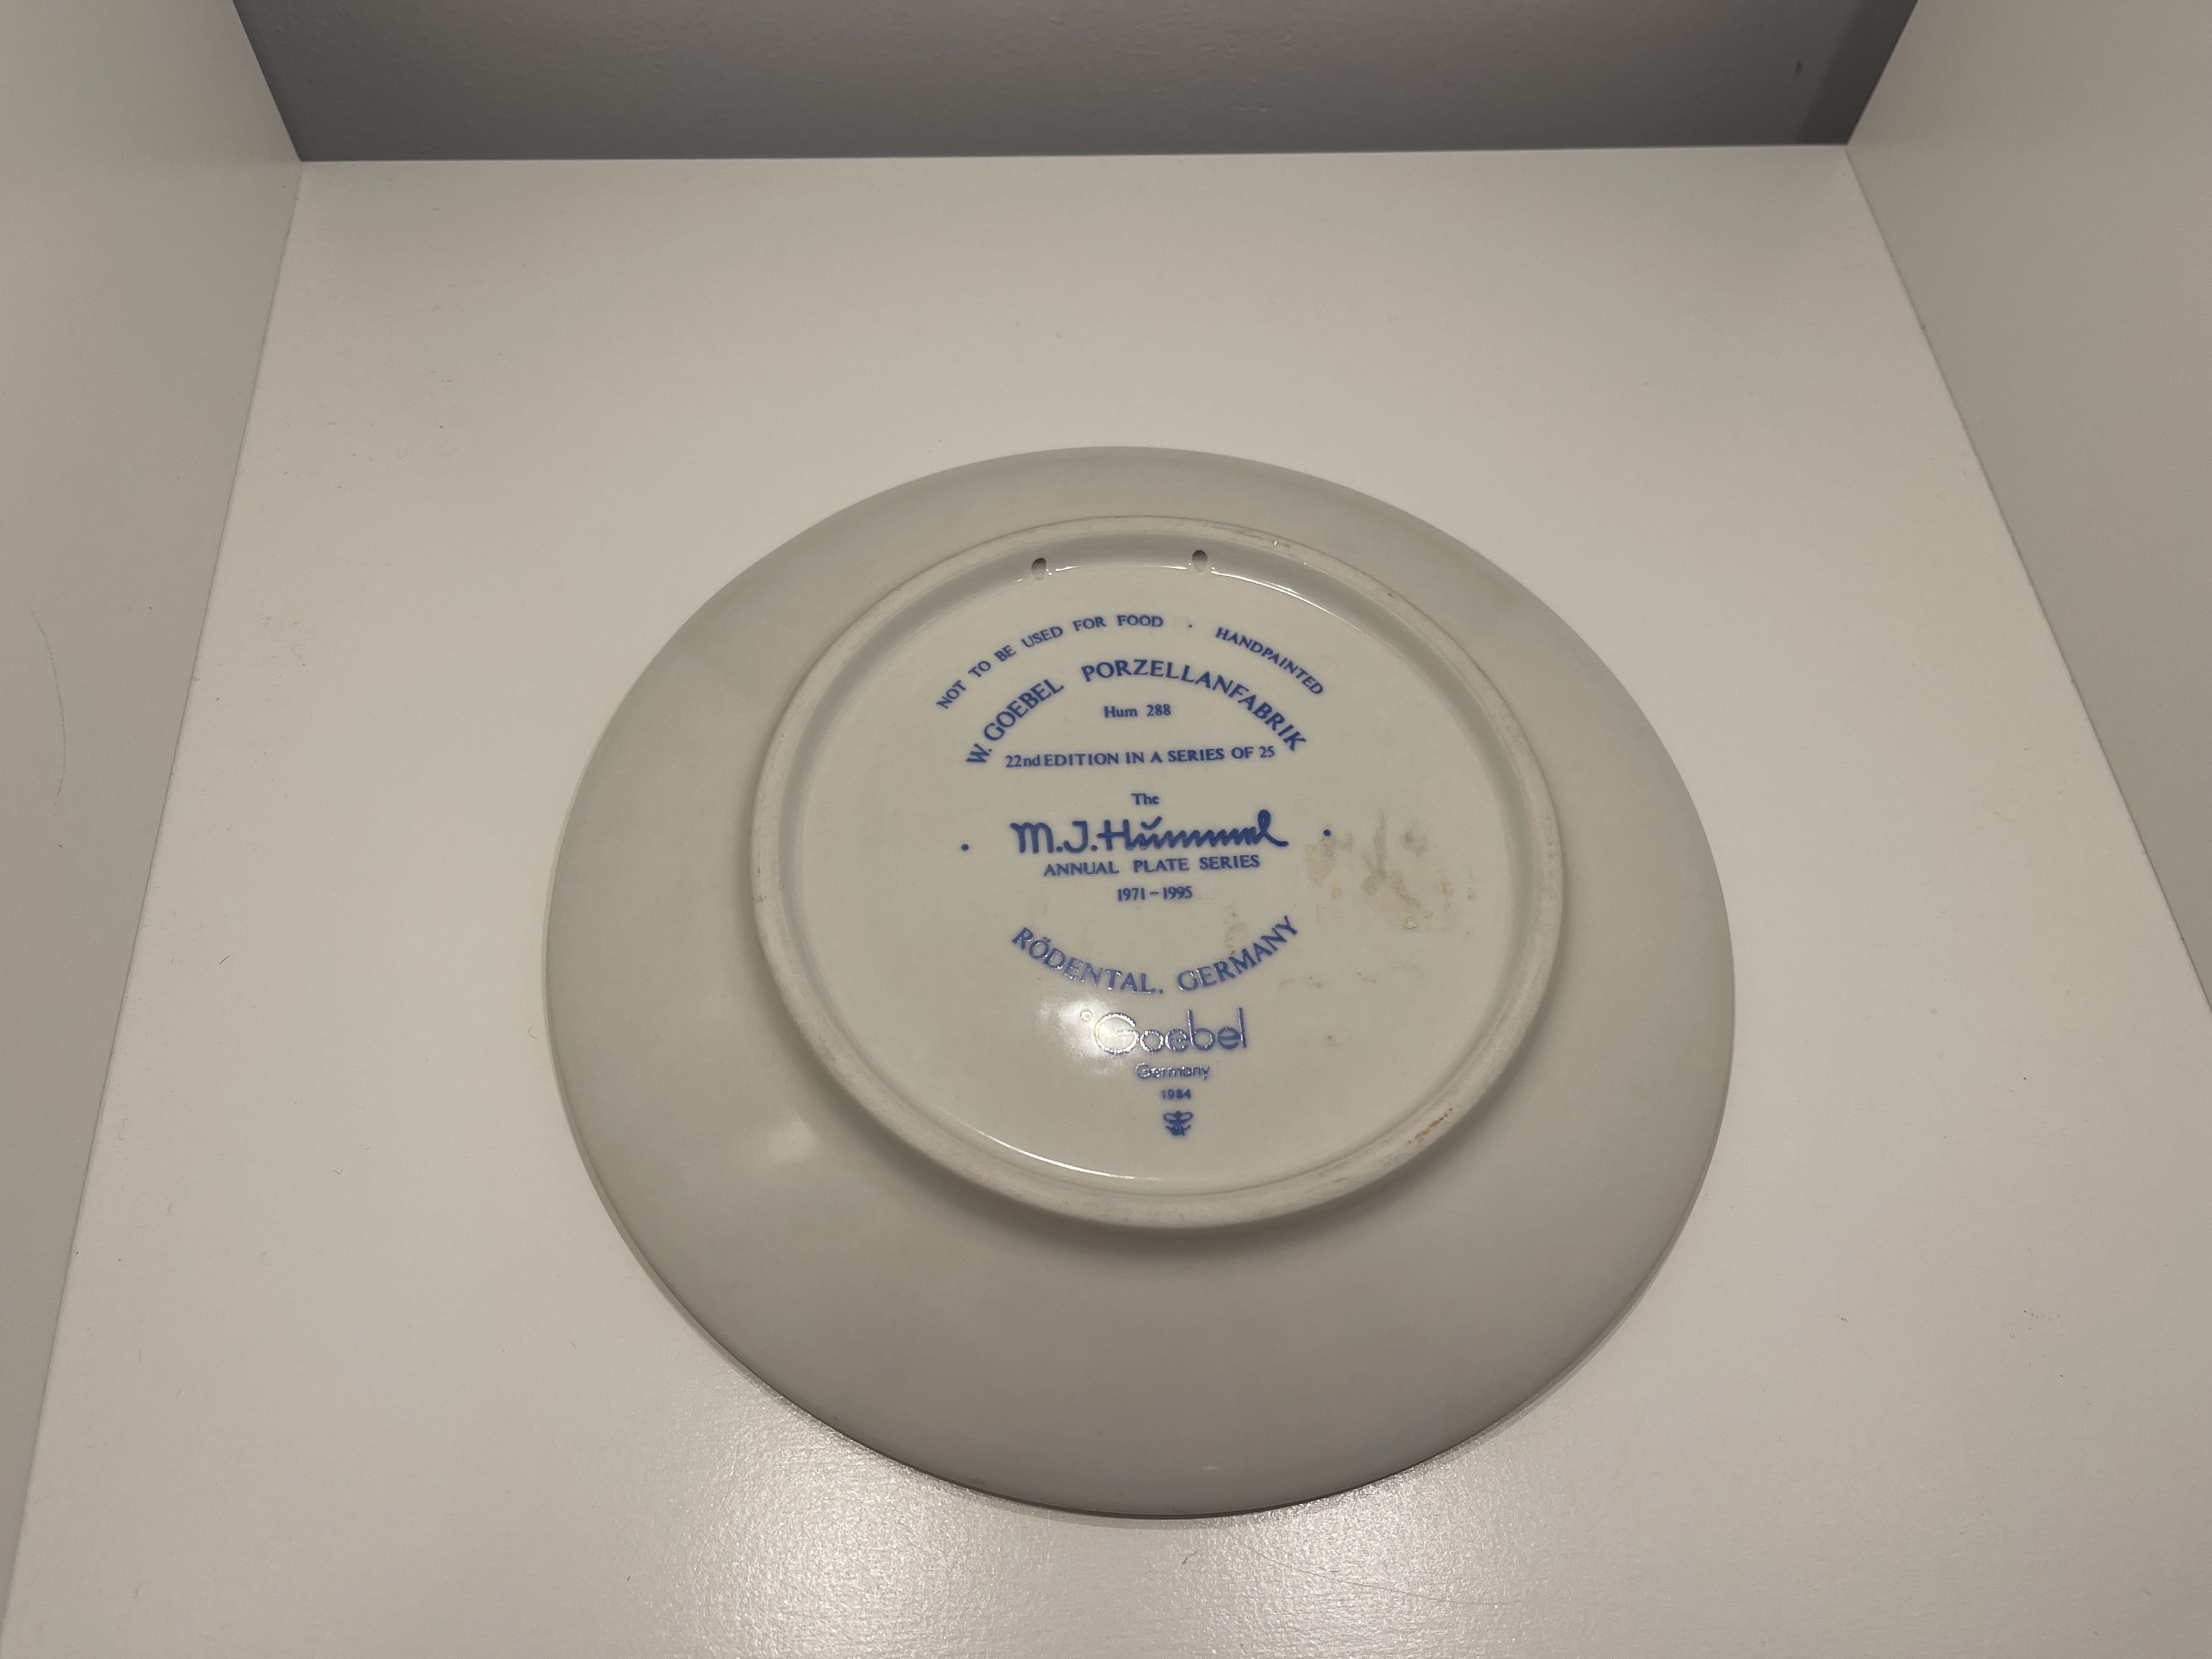 NOT TO BE USED FOR FOOD · HANDPAINTED
W. GOEBEL PORZELLANFABRIK
Hum 288
22nd EDITION IN A SERIES OF 25
The
M.J.Hummel
ANNUAL PLATE SERIES
1971–1995
RÖDENTAL, GERMANY
Goebel
Germany
1984